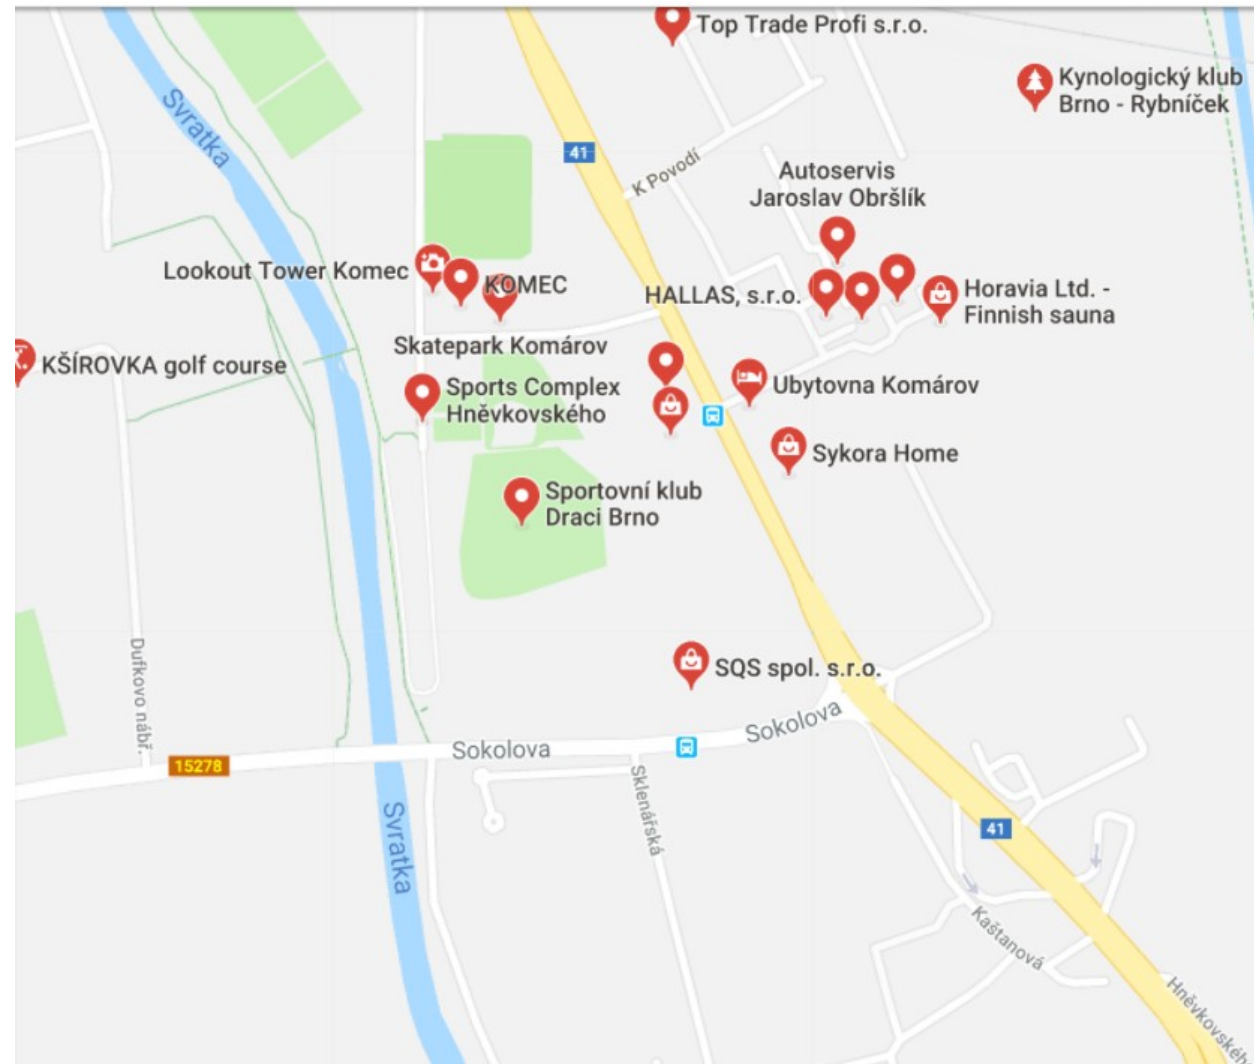 Top Trade Profi s.r.o.
Kynologický klub
Brno - Rybníček
Svratka
41
K Povodí
Autoservis
Jaroslav Obršlík
Lookout Tower Komec
KOMEC
HALLAS, s.r.o.
Horavia Ltd. -
Finnish sauna
Skatepark Komárov
KŠÍROVKA golf course
Sports Complex
Hněvkovského
Ubytovna Komárov
Sykora Home
Sportovní klub
Draci Brno
Dufkovo nábř.
SQS spol. s.r.o.
Sokolova
Sokolova
15278
Sklenářská
Svratka
41
Kaštanová